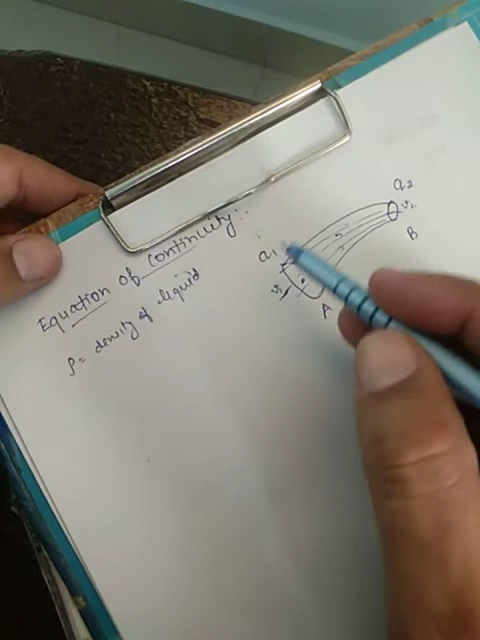 Equation of Continuity:
ρ = density of liquid
a₂
v₂
B
a₁
v₁
A